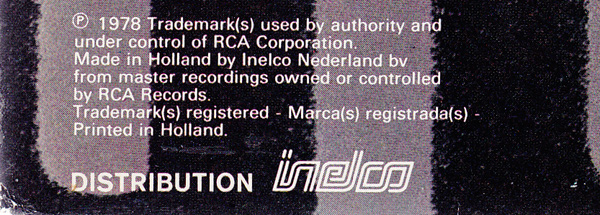 ℗ 1978 Trademark(s) used by authority and
under control of RCA Corporation.
Made in Holland by Inelco Nederland bv
from master recordings owned or controlled
by RCA Records.
Trademark(s) registered - Marca(s) registrada(s) -
Printed in Holland.
DISTRIBUTION inelco